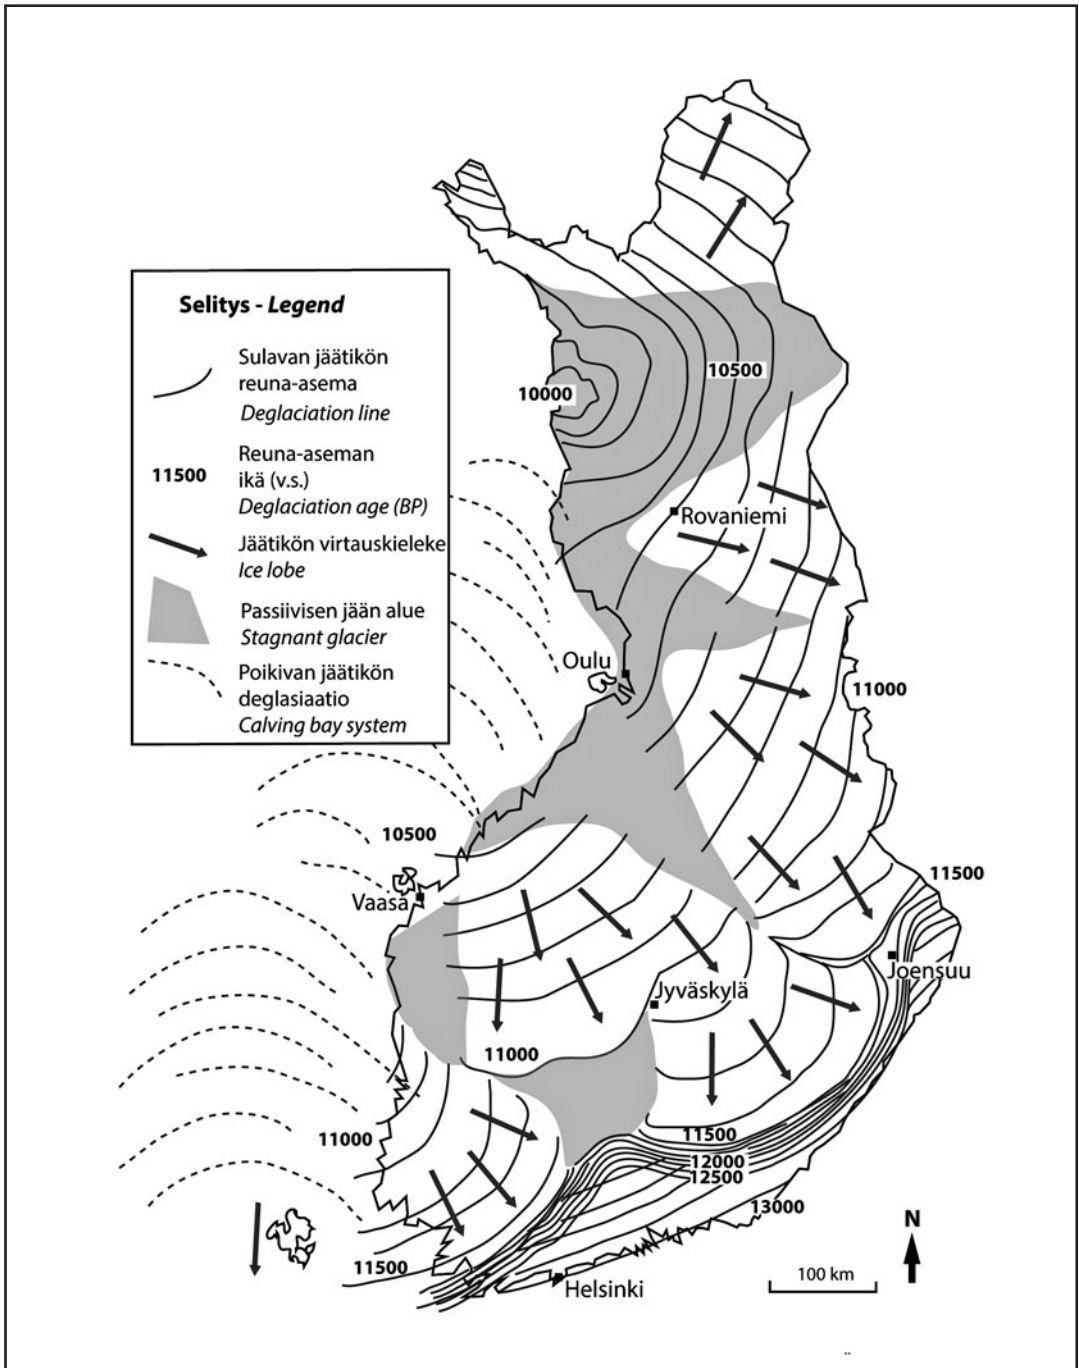 Selitys - Legend
Sulavan jäätikön
reuna-asema
Deglaciation line
11500
Reuna-aseman
ikä (v.s.)
Deglaciation age (BP)
Jäätikön virtauskieleke
Ice lobe
Passiivisen jään alue
Stagnant glacier
Poikivan jäätikön
deglasiaatio
Calving bay system
10500
10000
Rovaniemi
Oulu
11000
10500
11500
Vaasa
Joensuu
Jyväskylä
11000
11000
11500
12000
12500
13000
11500
Helsinki
N
100 km